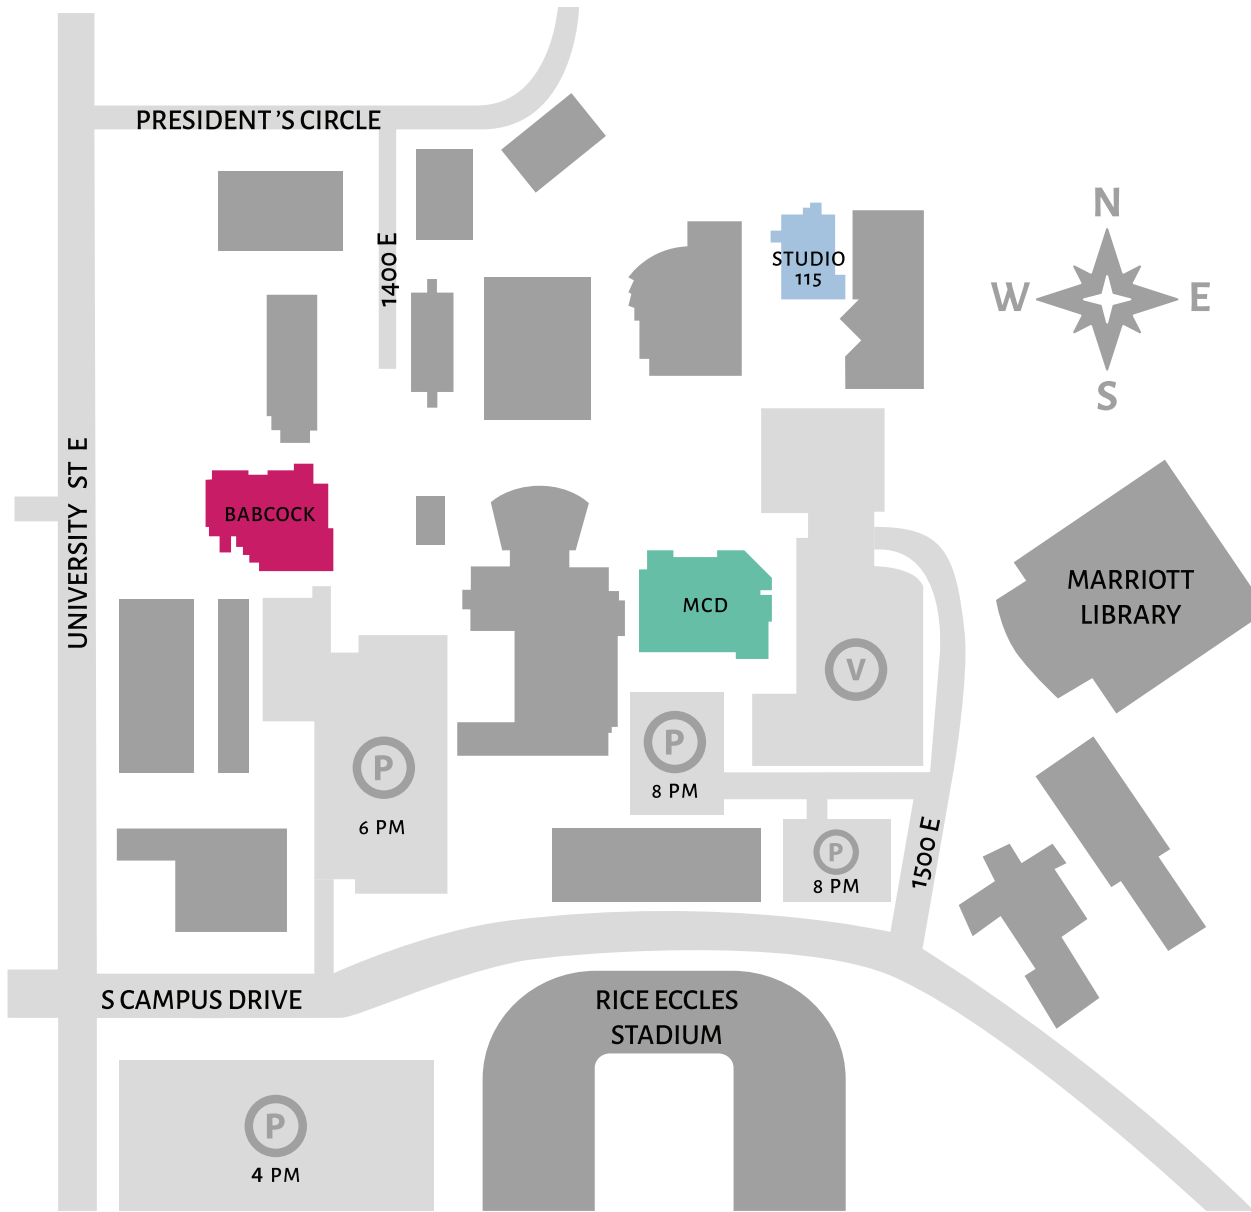 PRESIDENT 'S CIRCLE
1400 E
STUDIO
115
N
W
E
S
UNIVERSITY ST E
BABCOCK
MCD
MARRIOTT
LIBRARY
V
P
8 PM
P
6 PM
P
8 PM
1500 E
S CAMPUS DRIVE
RICE ECCLES
STADIUM
P
4 PM